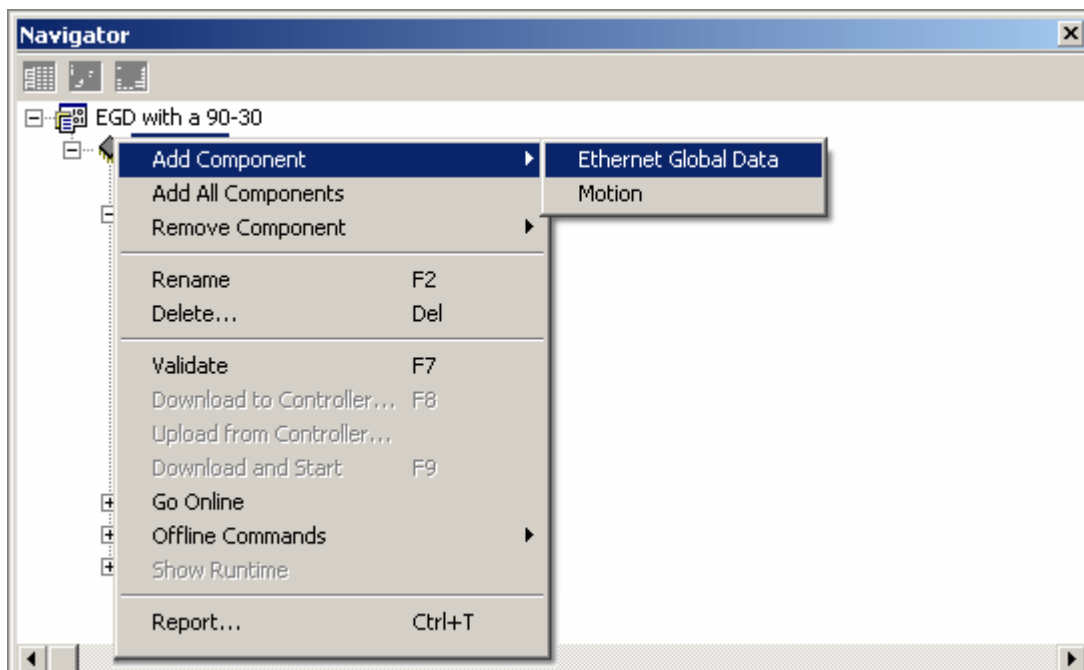 Navigator
EGD with a 90-30
Add Component Ethernet Global Data
Add All Components Motion
Remove Component
Rename F2
Delete... Del
Validate F7
Download to Controller... F8
Upload from Controller...
Download and Start F9
Go Online
Offline Commands
Show Runtime
Report... Ctrl+T